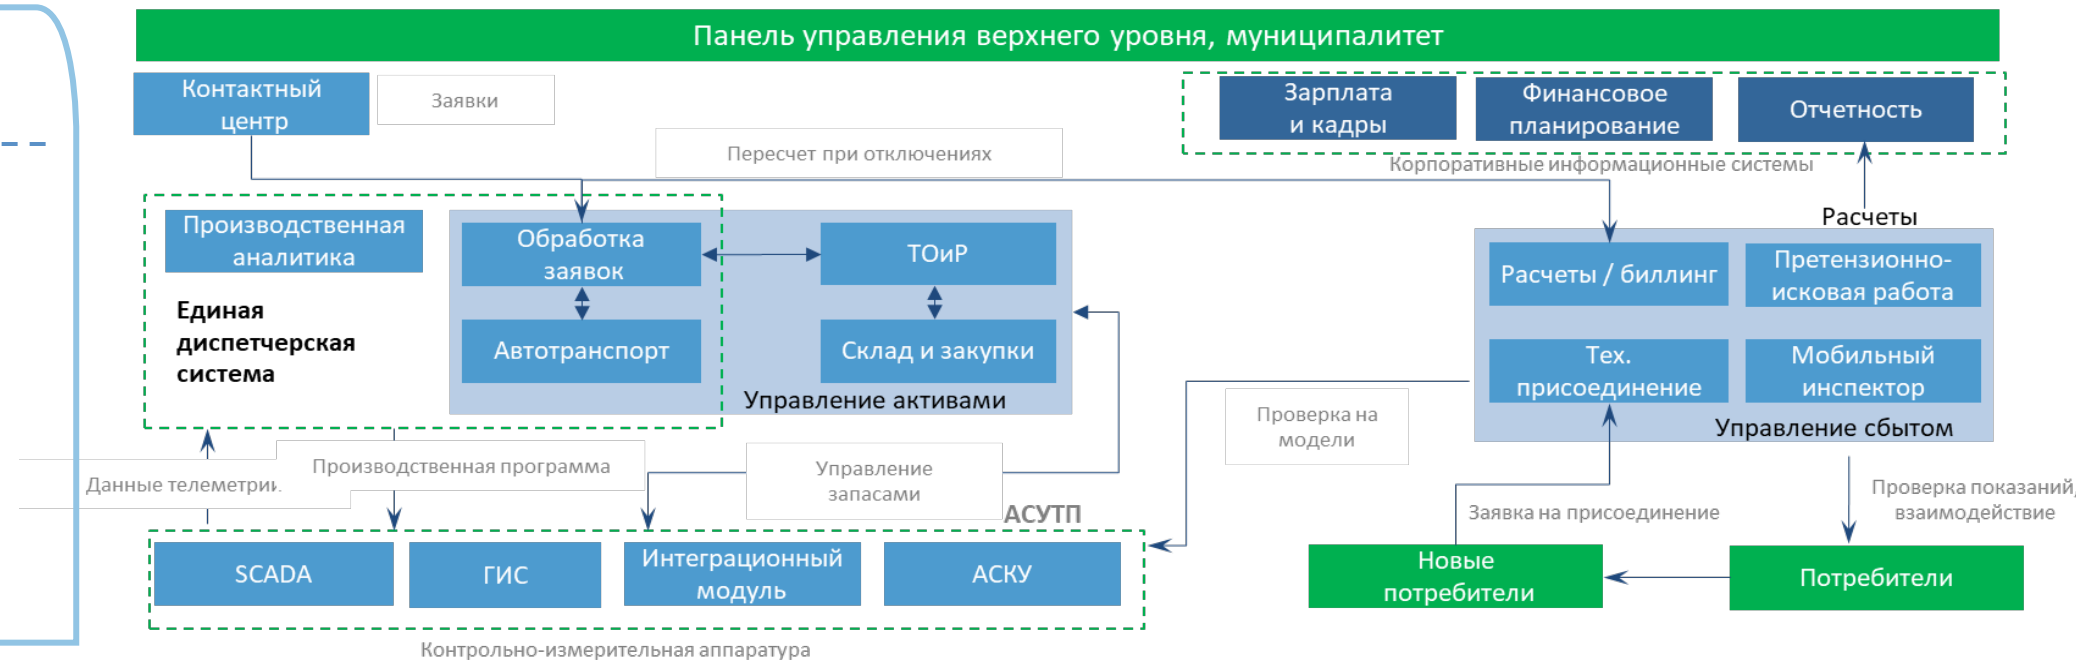 Панель управления верхнего уровня, муниципалитет
Контактный
центр
Заявки
Зарплата
и кадры
Финансовое
планирование
Отчетность
Пересчет при отключениях
Корпоративные информационные системы
Производственная
аналитика
Обработка
заявок
ТОиР
Расчеты
Расчеты / биллинг
Претензионно-
исковая работа
Единая
диспетчерская
система
Автотранспорт
Склад и закупки
Тех.
присоединение
Мобильный
инспектор
Управление активами
Проверка на
модели
Управление сбытом
Данные телеметрии.
Производственная программа
Управление
запасами
АСУТП
Заявка на присоединение
Проверка показаний,
взаимодействие
SCADA
ГИС
Интеграционный
модуль
АСКУ
Новые
потребители
Потребители
Контрольно-измерительная аппаратура